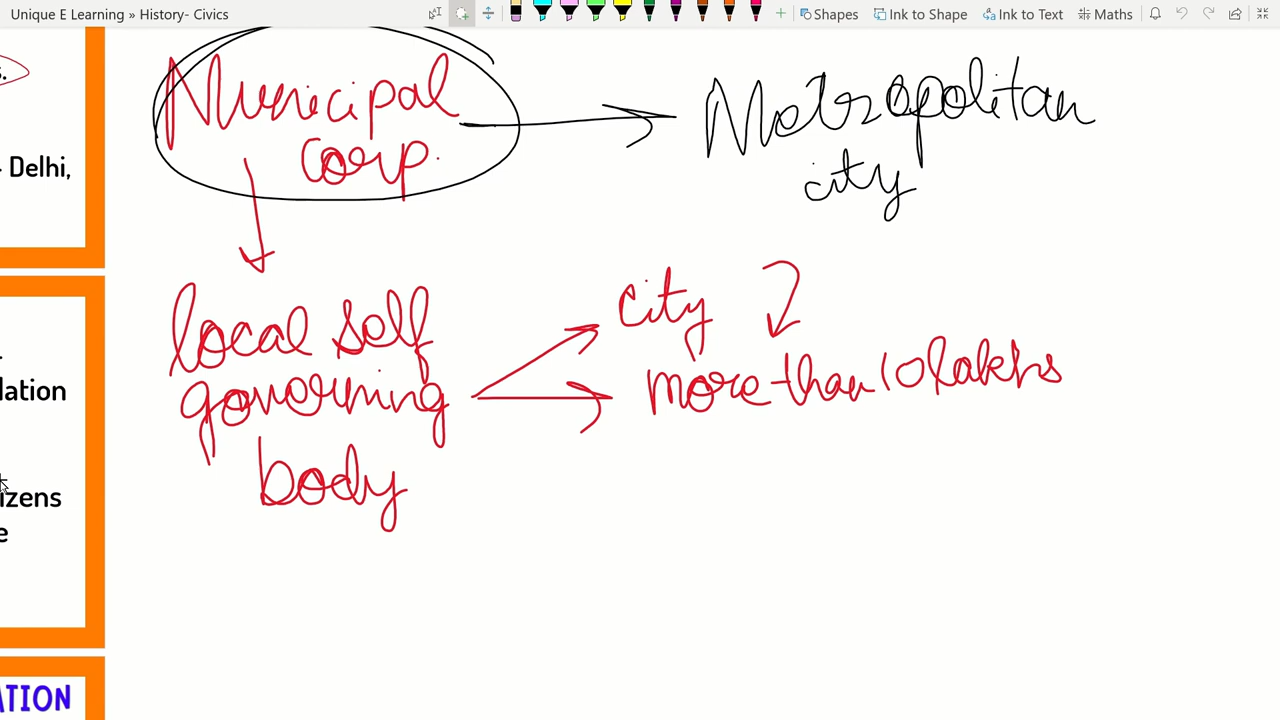 Unique E Learning » History- Civics
Shapes
Ink to Shape
Ink to Text
Maths
Municipal
Corp.
Metropolitan
city
Delhi,
local self
governing
body
city
more than 10 lakhs
lation
izens
e
ATION